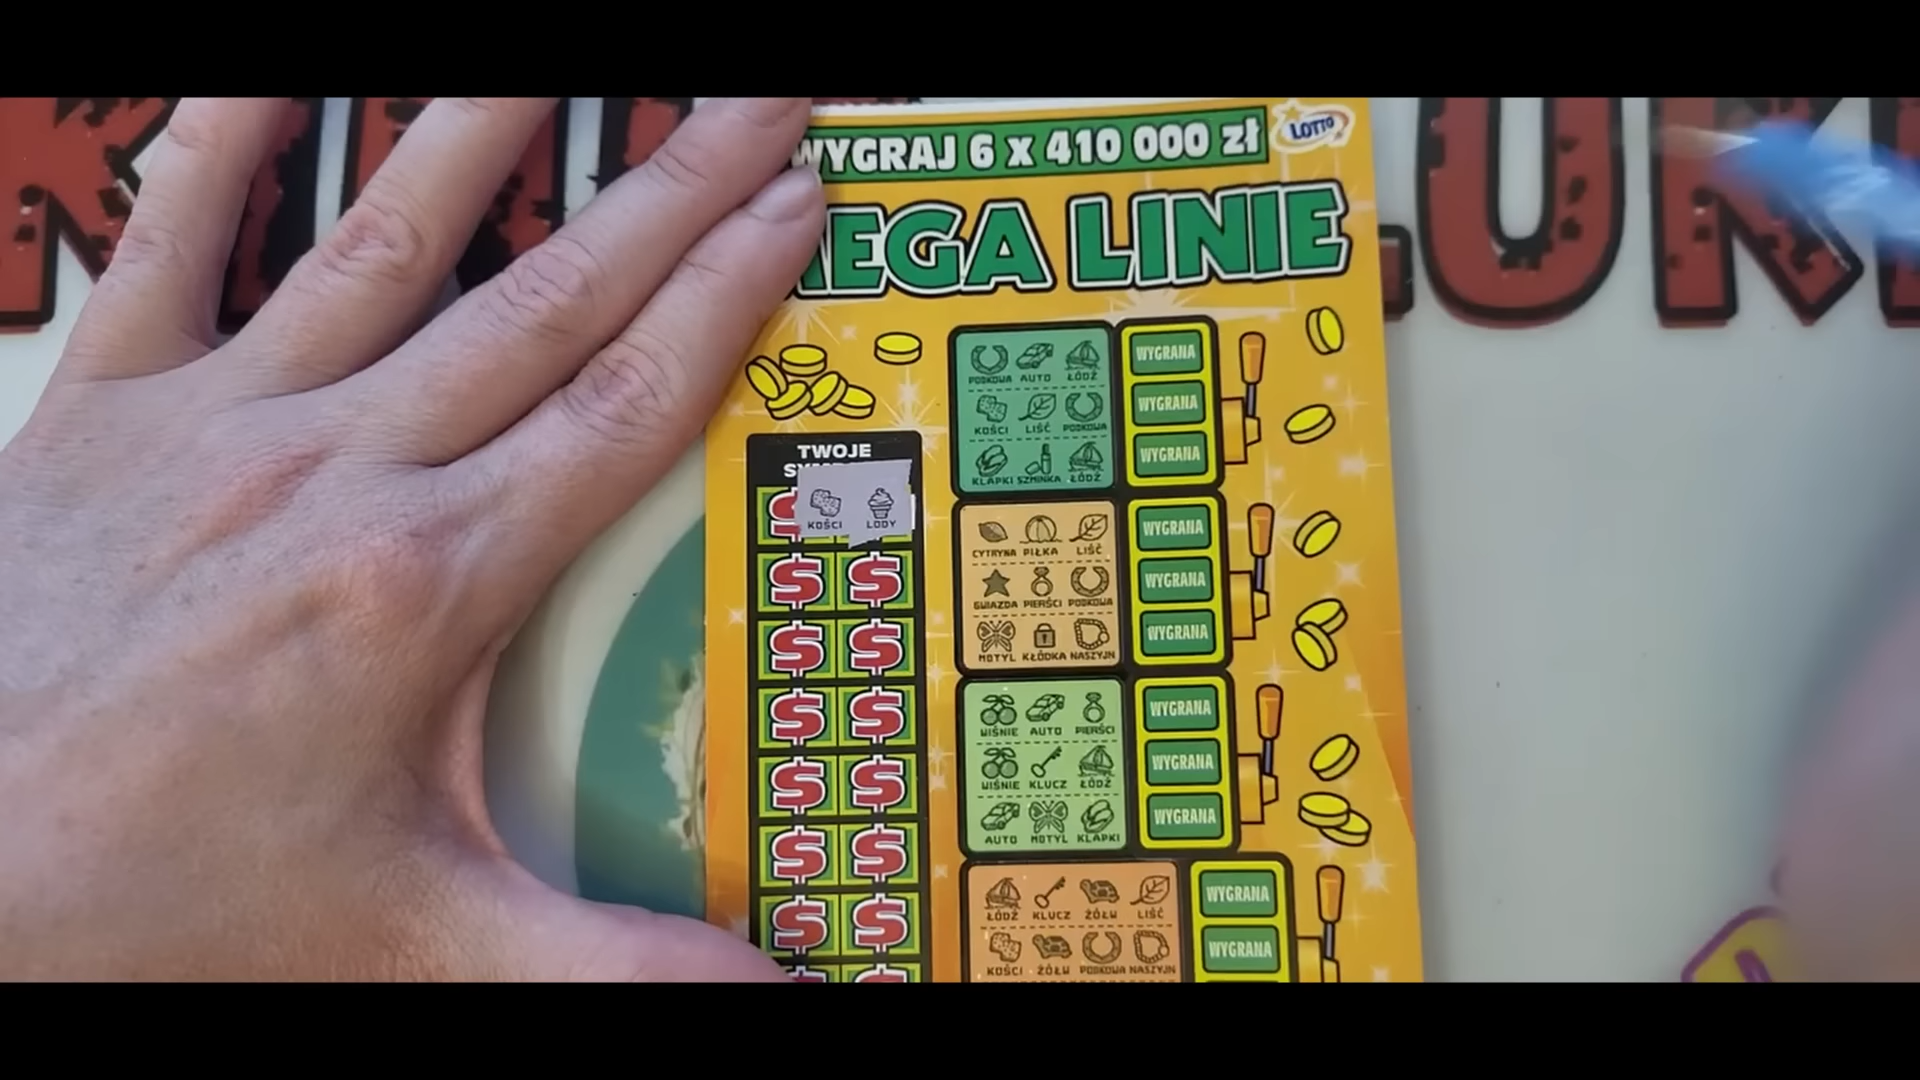 WYGRAJ 6 X 410 000 zł
LOTTO
MEGA LINIE
TWOJE
KOŚCI LODY
PODKOWA AUTO ŁÓDŹ
KOŚCI LIŚĆ PODKOWA
KLAPKI SZMINKA ŁÓDŹ
WYGRANA
WYGRANA
WYGRANA
CYTRYNA PIŁKA LIŚĆ
GWIAZDA PIERŚCI PODKOWA
MOTYL KŁÓDKA NASZYJN
WYGRANA
WYGRANA
WYGRANA
WIŚNIE AUTO PIERŚCI
WIŚNIE KLUCZ ŁÓDŹ
AUTO MOTYL KLAPKI
WYGRANA
WYGRANA
WYGRANA
ŁÓDŹ KLUCZ ŻÓŁW LIŚĆ
KOŚCI ŻÓŁW PODKOWA NASZYJN
WYGRANA
WYGRANA
$ $
$ $
$ $
$ $
$ $
$ $